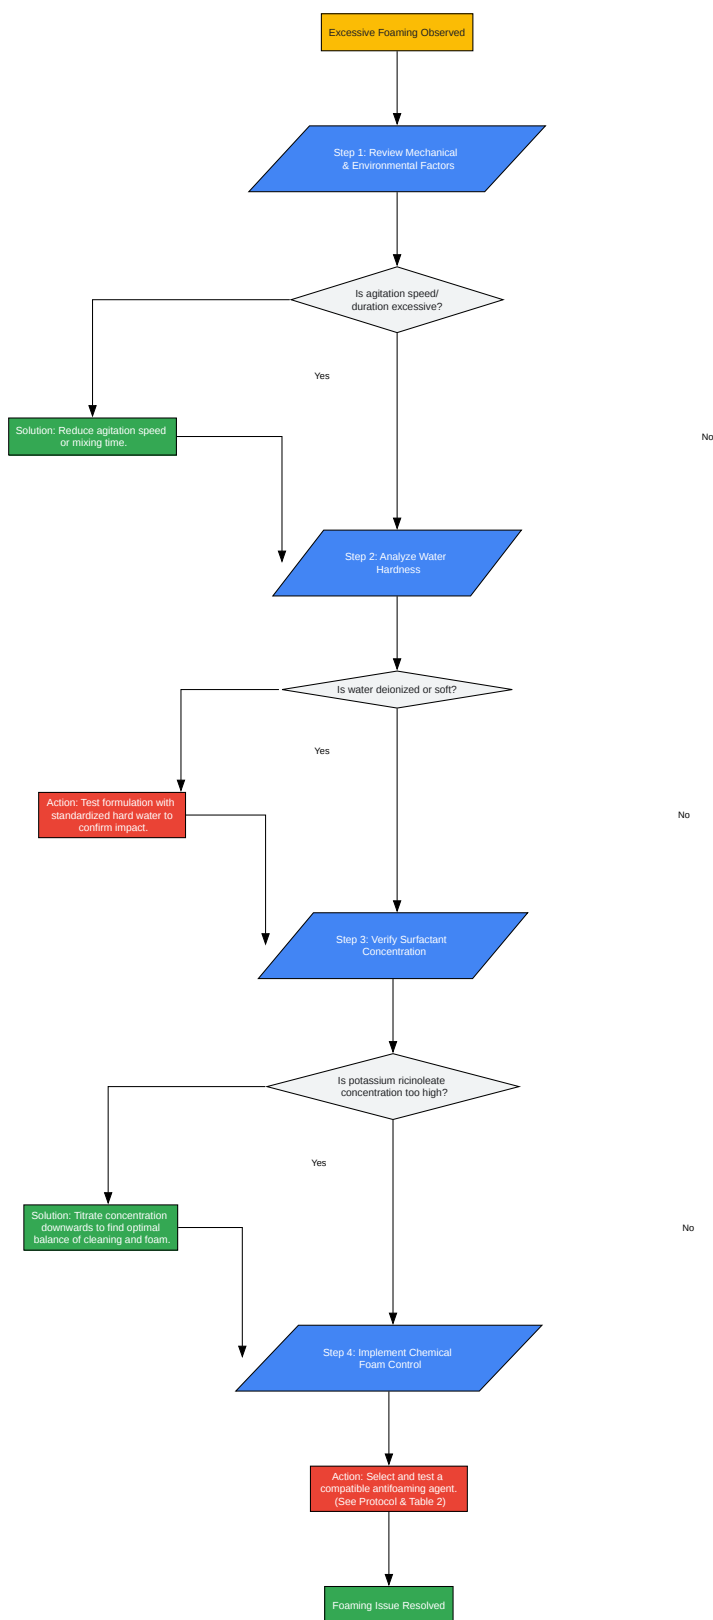 Excessive Foaming Observed
Step 1: Review Mechanical
& Environmental Factors
Is agitation speed/
duration excessive?
Yes
Solution: Reduce agitation speed
or mixing time.
No
Step 2: Analyze Water
Hardness
Is water deionized or soft?
Yes
Action: Test formulation with
standardized hard water to
confirm impact.
No
Step 3: Verify Surfactant
Concentration
Is potassium ricinoleate
concentration too high?
Yes
Solution: Titrate concentration
downwards to find optimal
balance of cleaning and foam.
No
Step 4: Implement Chemical
Foam Control
Action: Select and test a
compatible antifoaming agent.
(See Protocol & Table 2)
Foaming Issue Resolved